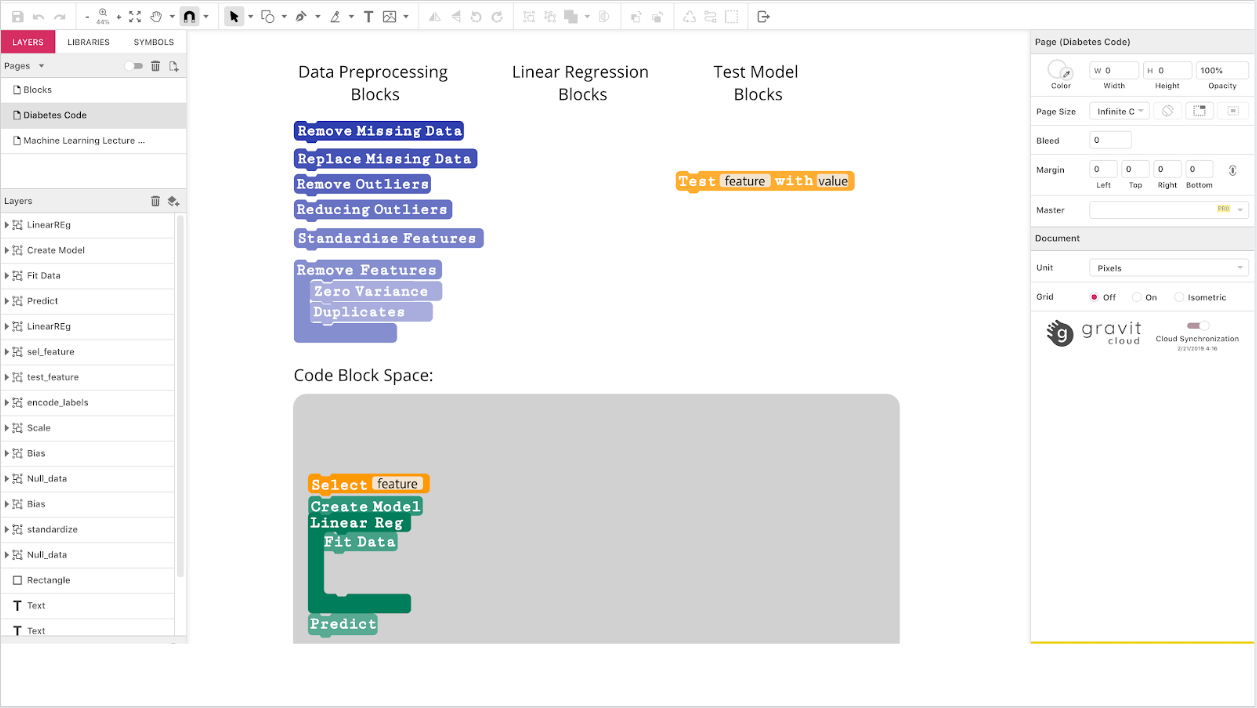 44%
LAYERS
LIBRARIES
SYMBOLS
Pages
Blocks
Diabetes Code
Machine Learning Lecture ...
Layers
LinearREg
Create Model
Fit Data
Predict
LinearREg
sel_feature
test_feature
encode_labels
Scale
Bias
Null_data
Bias
standardize
Null_data
Rectangle
T Text
T Text
Data Preprocessing
Blocks
Linear Regression
Blocks
Test Model
Blocks
Remove Missing Data
Replace Missing Data
Remove Outliers
Reducing Outliers
Standardize Features
Remove Features
Zero Variance
Duplicates
Test feature with value
Code Block Space:
Select feature
Create Model
Linear Reg
Fit Data
Predict
Page (Diabetes Code)
W 0
H 0
100%
Color
Width
Height
Opacity
Page Size
Infinite C
Bleed
0
Margin
0
0
0
0
Left
Top
Right
Bottom
Master
PRO
Document
Unit
Pixels
Grid
Off
On
Isometric
g
gravit
cloud
Cloud Synchronization
2/21/2019 4:16